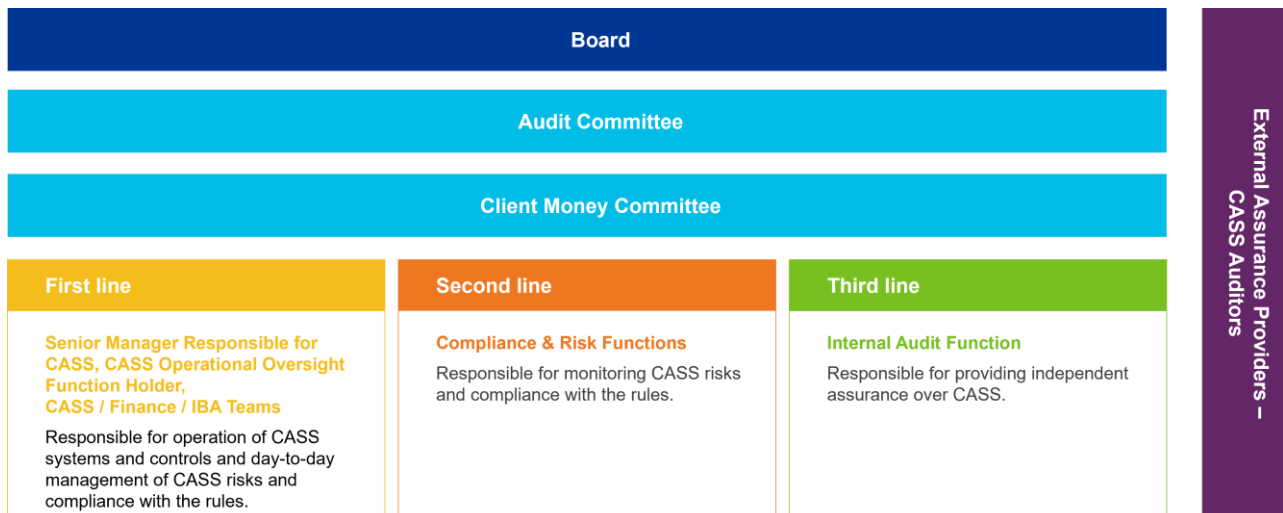 Board
Audit Committee
Client Money Committee
First line
Senior Manager Responsible for
CASS, CASS Operational Oversight
Function Holder,
CASS / Finance / IBA Teams
Responsible for operation of CASS
systems and controls and day-to-day
management of CASS risks and
compliance with the rules.
Second line
Compliance & Risk Functions
Responsible for monitoring CASS risks
and compliance with the rules.
Third line
Internal Audit Function
Responsible for providing independent
assurance over CASS.
External Assurance Providers –
CASS Auditors